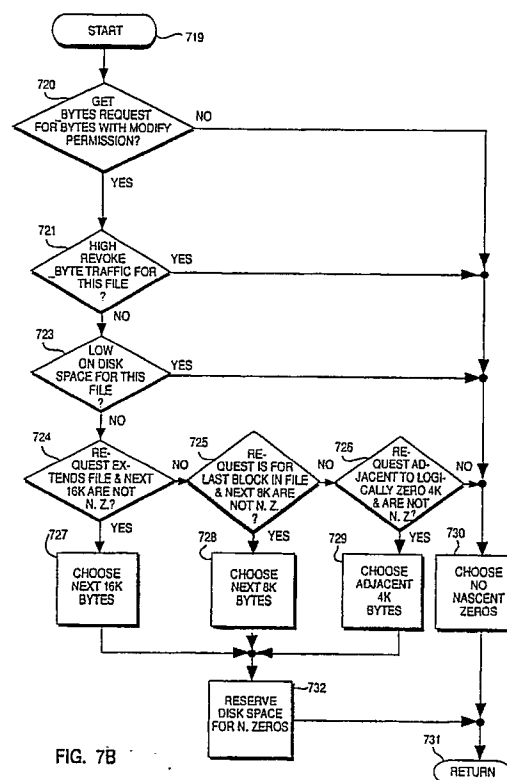 START
719
720
GET
_BYTES REQUEST
FOR BYTES WITH MODIFY
PERMISSION?
NO
YES
721
HIGH
REVOKE
_BYTE TRAFFIC FOR
THIS FILE
?
YES
NO
723
LOW
ON DISK
SPACE FOR THIS
FILE
?
YES
NO
724
RE-
QUEST EX-
TENDS FILE & NEXT
16K ARE NOT
N. Z.?
NO
YES
725
RE-
QUEST IS FOR
LAST BLOCK IN FILE
& NEXT 8K ARE
NOT N. Z.
?
NO
YES
726
RE-
QUEST AD-
JACENT TO LOGI-
CALLY ZERO 4K
& ARE NOT
N. Z.?
NO
YES
727
CHOOSE
NEXT 16K
BYTES
728
CHOOSE
NEXT 8K
BYTES
729
CHOOSE
ADJACENT
4K
BYTES
730
CHOOSE
NO
NASCENT
ZEROS
RESERVE
DISK SPACE
FOR N. ZEROS
732
731
RETURN
FIG. 7B